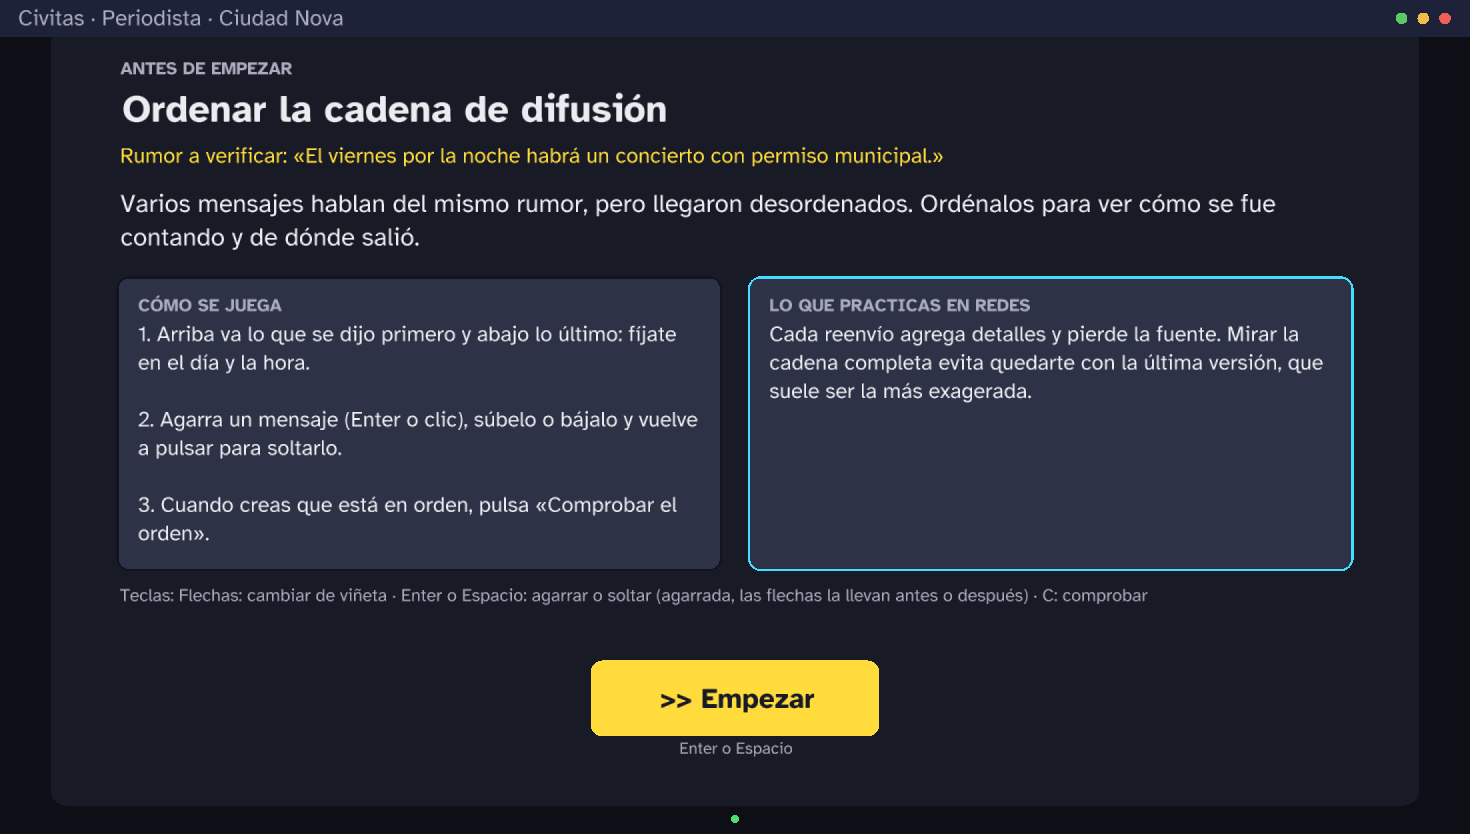 Civitas · Periodista · Ciudad Nova
ANTES DE EMPEZAR
Ordenar la cadena de difusión
Rumor a verificar: «El viernes por la noche habrá un concierto con permiso municipal.»
Varios mensajes hablan del mismo rumor, pero llegaron desordenados. Ordénalos para ver cómo se fue
contando y de dónde salió.
CÓMO SE JUEGA
1. Arriba va lo que se dijo primero y abajo lo último: fíjate
en el día y la hora.
2. Agarra un mensaje (Enter o clic), súbelo o bájalo y vuelve
a pulsar para soltarlo.
3. Cuando creas que está en orden, pulsa «Comprobar el
orden».
LO QUE PRACTICAS EN REDES
Cada reenvío agrega detalles y pierde la fuente. Mirar la
cadena completa evita quedarte con la última versión, que
suele ser la más exagerada.
Teclas: Flechas: cambiar de viñeta · Enter o Espacio: agarrar o soltar (agarrada, las flechas la llevan antes o después) · C: comprobar
>> Empezar
Enter o Espacio